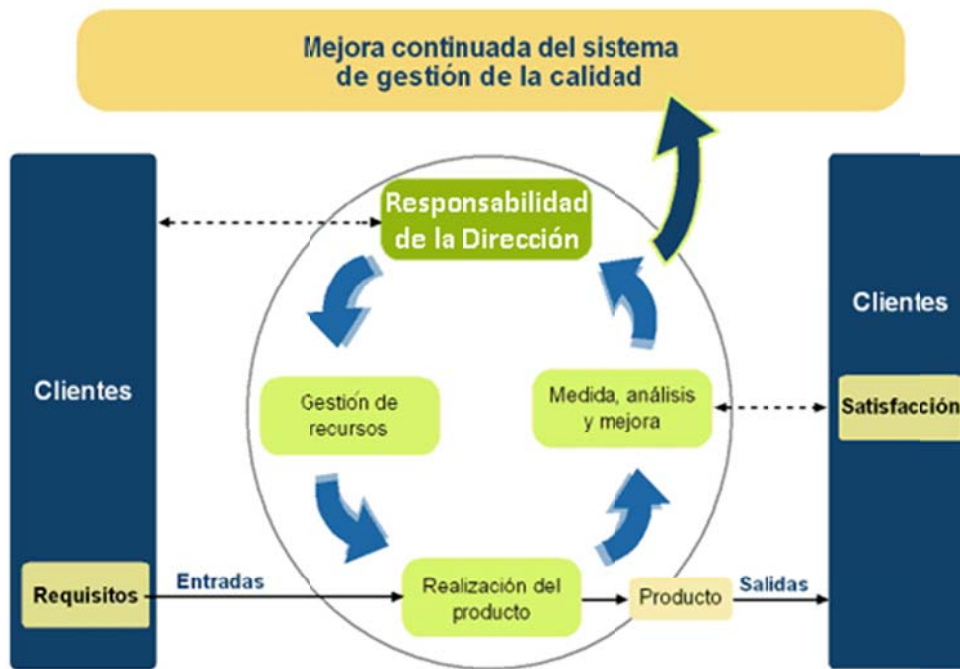 Mejora continuada del sistema
de gestión de la calidad
Responsabilidad
de la Dirección
Clientes
Clientes
Gestión de
recursos
Medida, análisis
y mejora
Satisfacción
Requisitos
Entradas
Realización del
producto
Producto
Salidas